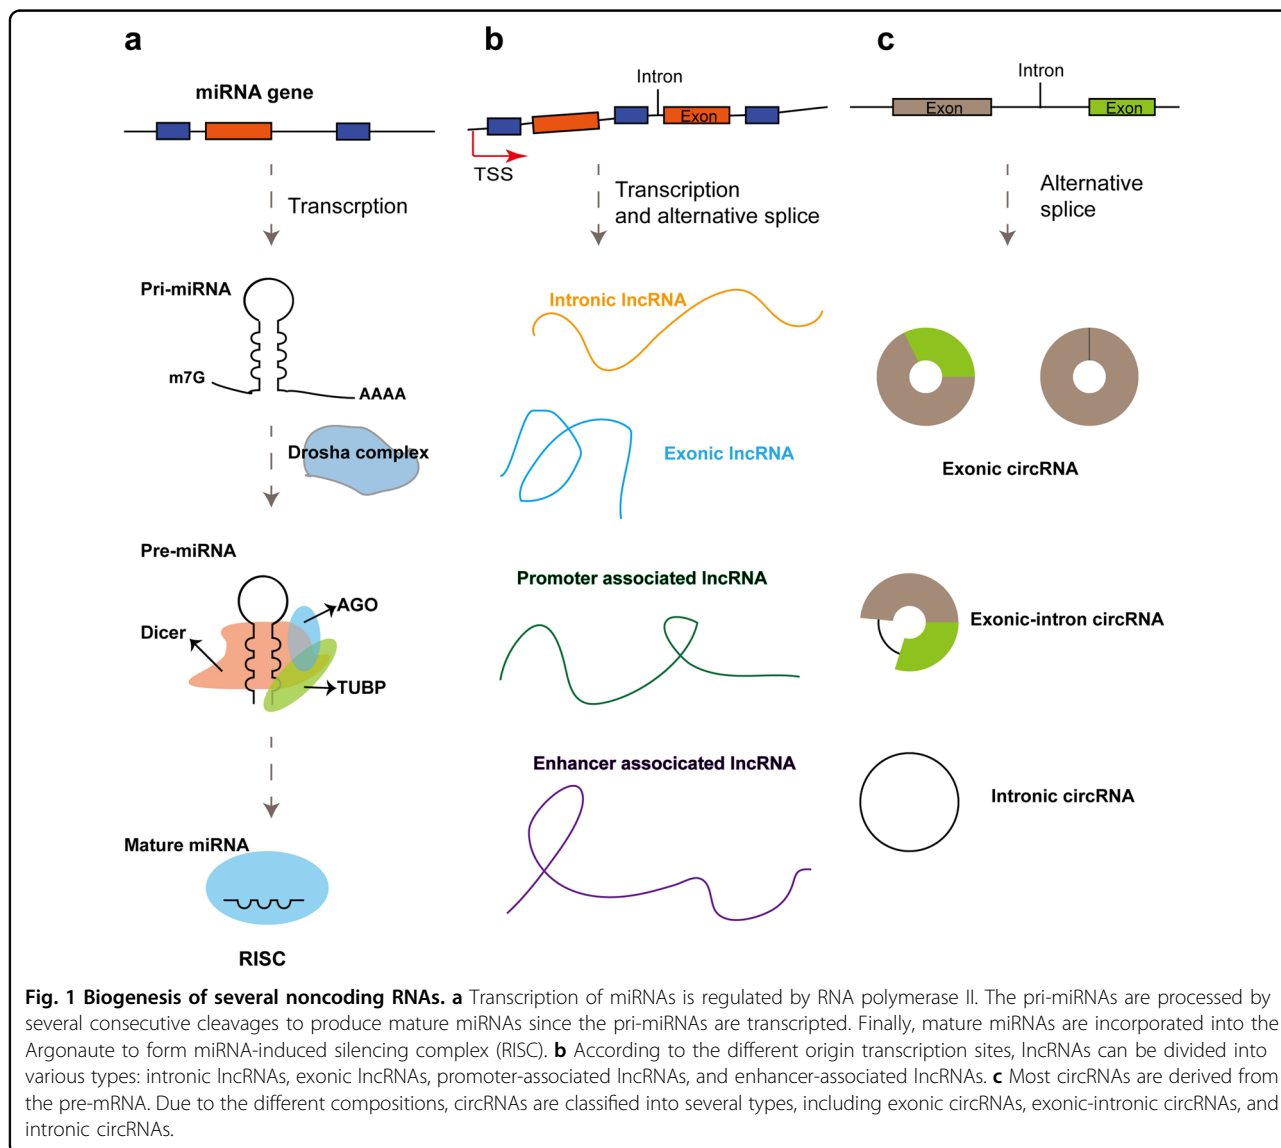 a
miRNA gene
Transcrption
Pri-miRNA
m7G
AAAA
Drosha complex
Pre-miRNA
AGO
Dicer
TUBP
Mature miRNA
RISC
b
Intron
Exon
TSS
Transcription
and alternative splice
Intronic lncRNA
Exonic lncRNA
Promoter associated lncRNA
Enhancer associcated lncRNA
c
Intron
Exon
Exon
Alternative
splice
Exonic circRNA
Exonic-intron circRNA
Intronic circRNA
Fig. 1 Biogenesis of several noncoding RNAs. a Transcription of miRNAs is regulated by RNA polymerase II. The pri-miRNAs are processed by
several consecutive cleavages to produce mature miRNAs since the pri-miRNAs are transcripted. Finally, mature miRNAs are incorporated into the
Argonaute to form miRNA-induced silencing complex (RISC). b According to the different origin transcription sites, lncRNAs can be divided into
various types: intronic lncRNAs, exonic lncRNAs, promoter-associated lncRNAs, and enhancer-associated lncRNAs. c Most circRNAs are derived from
the pre-mRNA. Due to the different compositions, circRNAs are classified into several types, including exonic circRNAs, exonic-intronic circRNAs, and
intronic circRNAs.